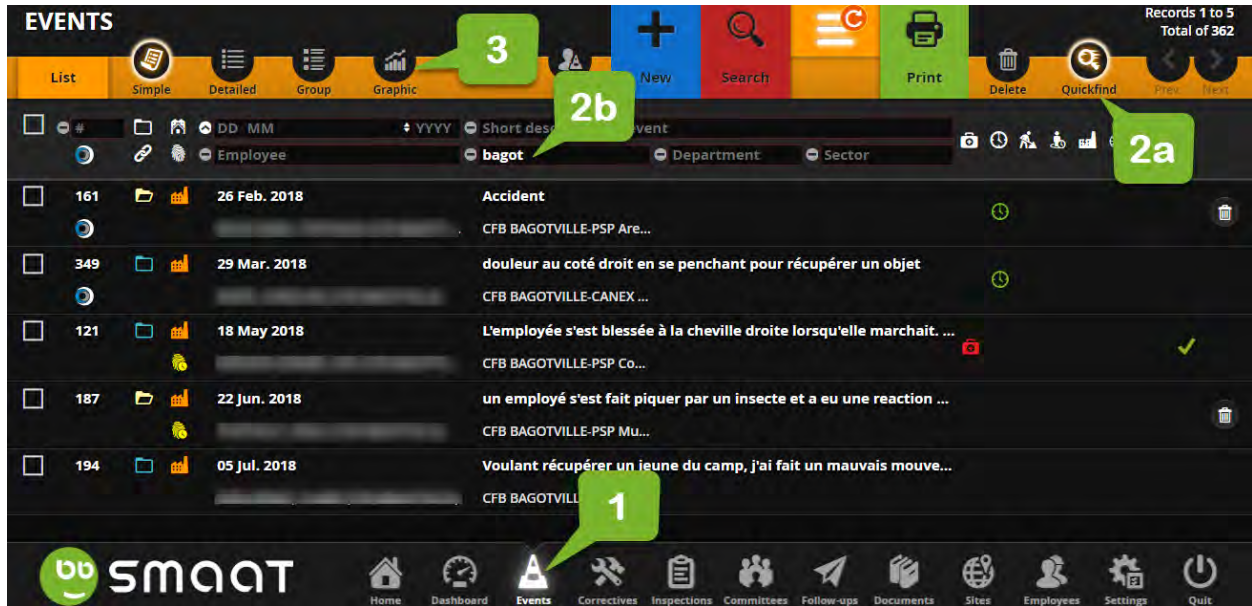 EVENTS
Records 1 to 5
Total of 362
List
Simple
Detailed
Group
Graphic
3
New
Search
Print
Delete
Quickfind
Prev
Next
2b
2a
#
DD MM
YYYY
Short desc
vent
Employee
bagot
Department
Sector
161
26 Feb. 2018
Accident
CFB BAGOTVILLE-PSP Are...
349
29 Mar. 2018
douleur au coté droit en se penchant pour récupérer un objet
CFB BAGOTVILLE-CANEX ...
121
18 May 2018
L'employée s'est blessée à la cheville droite lorsqu'elle marchait. ...
CFB BAGOTVILLE-PSP Co...
187
22 Jun. 2018
un employé s'est fait piquer par un insecte et a eu une reaction ...
CFB BAGOTVILLE-PSP Mu...
194
05 Jul. 2018
Voulant récupérer un jeune du camp, j'ai fait un mauvais mouve...
CFB BAGOTVILL
1
smaat
Home
Dashboard
Events
Correctives
Inspections
Committees
Follow-ups
Documents
Sites
Employees
Settings
Quit